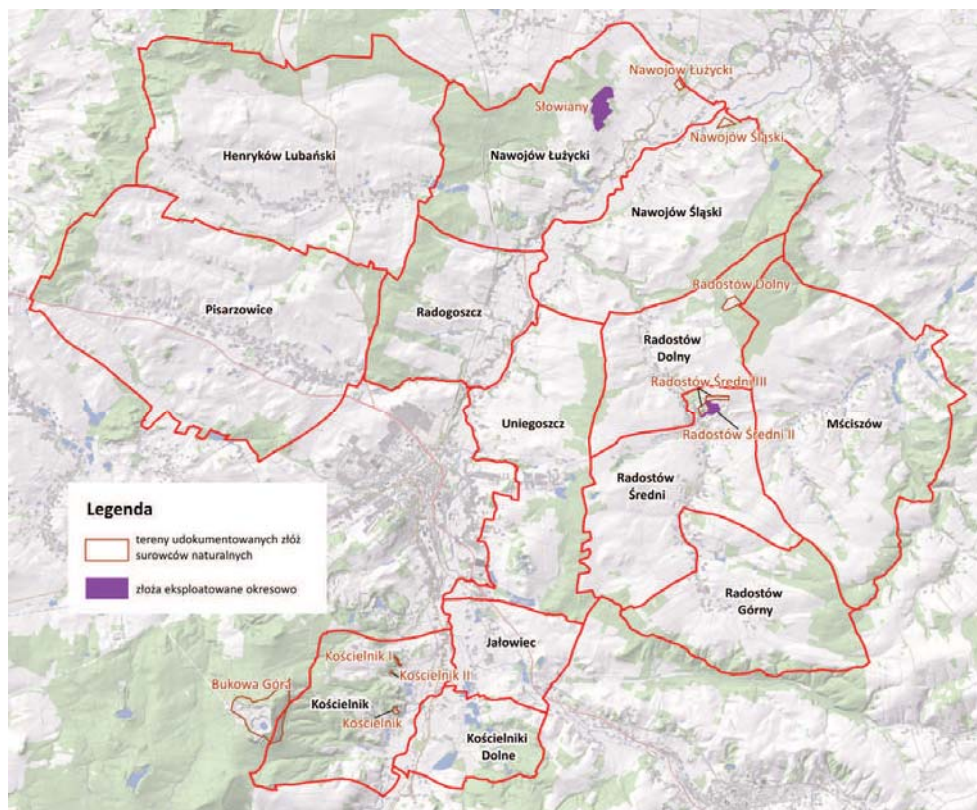 Nawojów Łużycki
Słowiany
Nawojów Śląski
Henryków Lubański
Nawojów Łużycki
Nawojów Śląski
Radostów Dolny
Pisarzowice
Radogoszcz
Radostów
Dolny
Radostów Średni III
Uniegoszcz
Mściszów
Radostów Średni II
Radostów
Średni
Legenda
tereny udokumentowanych złóż
surowców naturalnych
złoża eksploatowane okresowo
Radostów
Górny
Jałowiec
Kościelnik I
Kościelnik II
Bukowa Góra
Kościelnik
Kościelnik
Kościelniki
Dolne